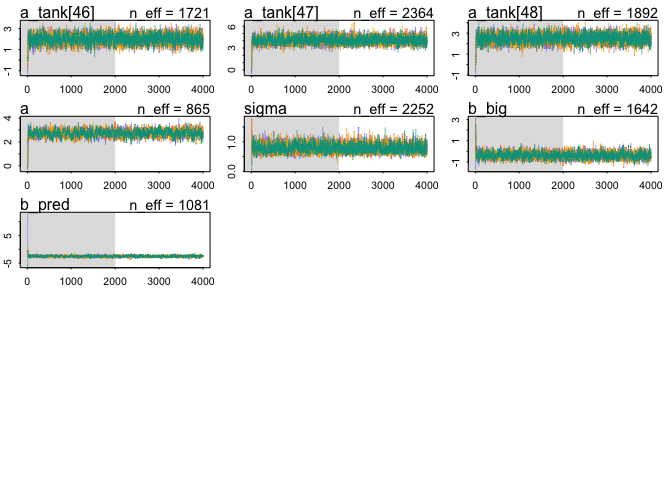 a_tank[46] n_eff = 1721
a_tank[47] n_eff = 2364
a_tank[48] n_eff = 1892
-1 1 3
0 3 6
-1 1 3
0 1000 2000 3000 4000
0 1000 2000 3000 4000
0 1000 2000 3000 4000
a n_eff = 865
sigma n_eff = 2252
b_big n_eff = 1642
0 2 4
0.0 1.0
-1 1 3
0 1000 2000 3000 4000
0 1000 2000 3000 4000
0 1000 2000 3000 4000
b_pred n_eff = 1081
-5 5
0 1000 2000 3000 4000